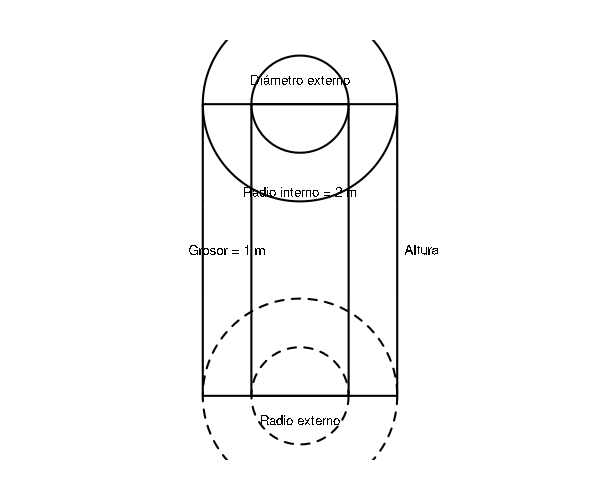 Diámetro externo
Radio interno = 2 m
Grosor = 1 m
Altura
Radio externo